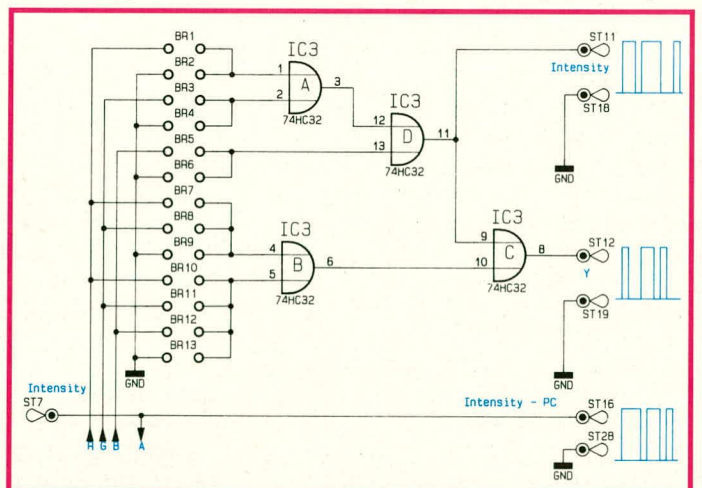 BR1
BR2
BR3
BR4
BR5
BR6
BR7
BR8
BR9
BR10
BR11
BR12
BR13
GND
IC3
1
2
A
3
74HC32
IC3
12
13
D
11
74HC32
IC3
4
5
B
6
74HC32
IC3
9
10
C
8
74HC32
ST11
Intensity
ST18
GND
ST12
Y
ST19
GND
Intensity
ST7
R G B A
Intensity - PC
ST16
ST28
GND